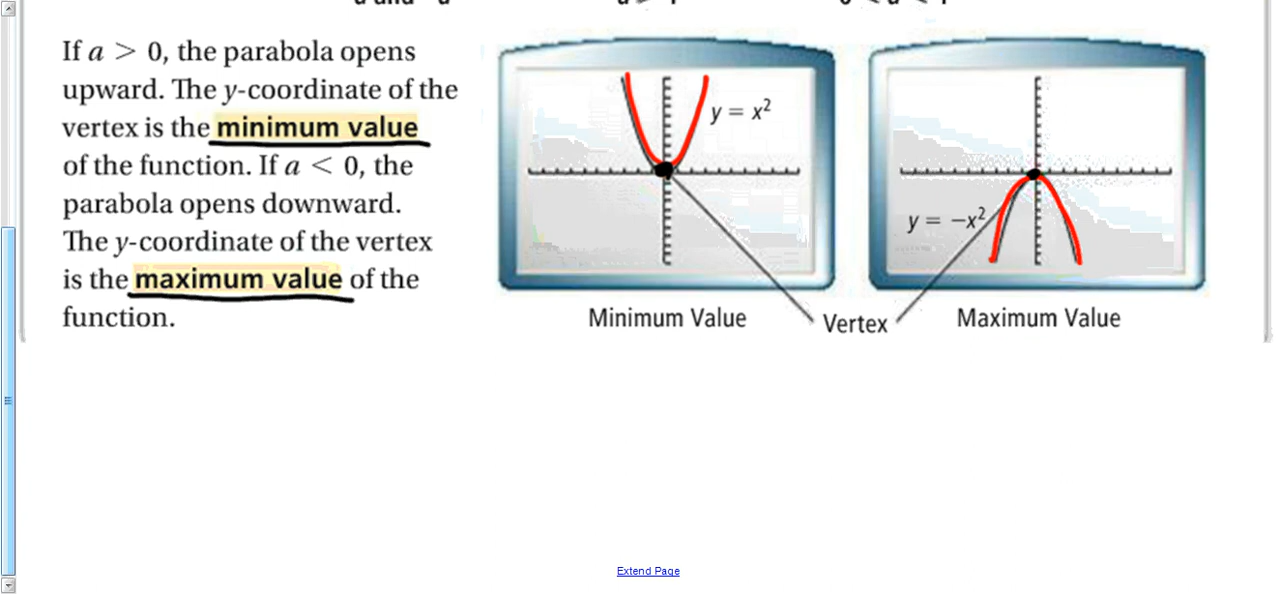 If a > 0, the parabola opens
upward. The y-coordinate of the
vertex is the minimum value
of the function. If a < 0, the
parabola opens downward.
The y-coordinate of the vertex
is the maximum value of the
function.
y = x²
y = −x²
Minimum Value
Vertex
Maximum Value
Extend Page